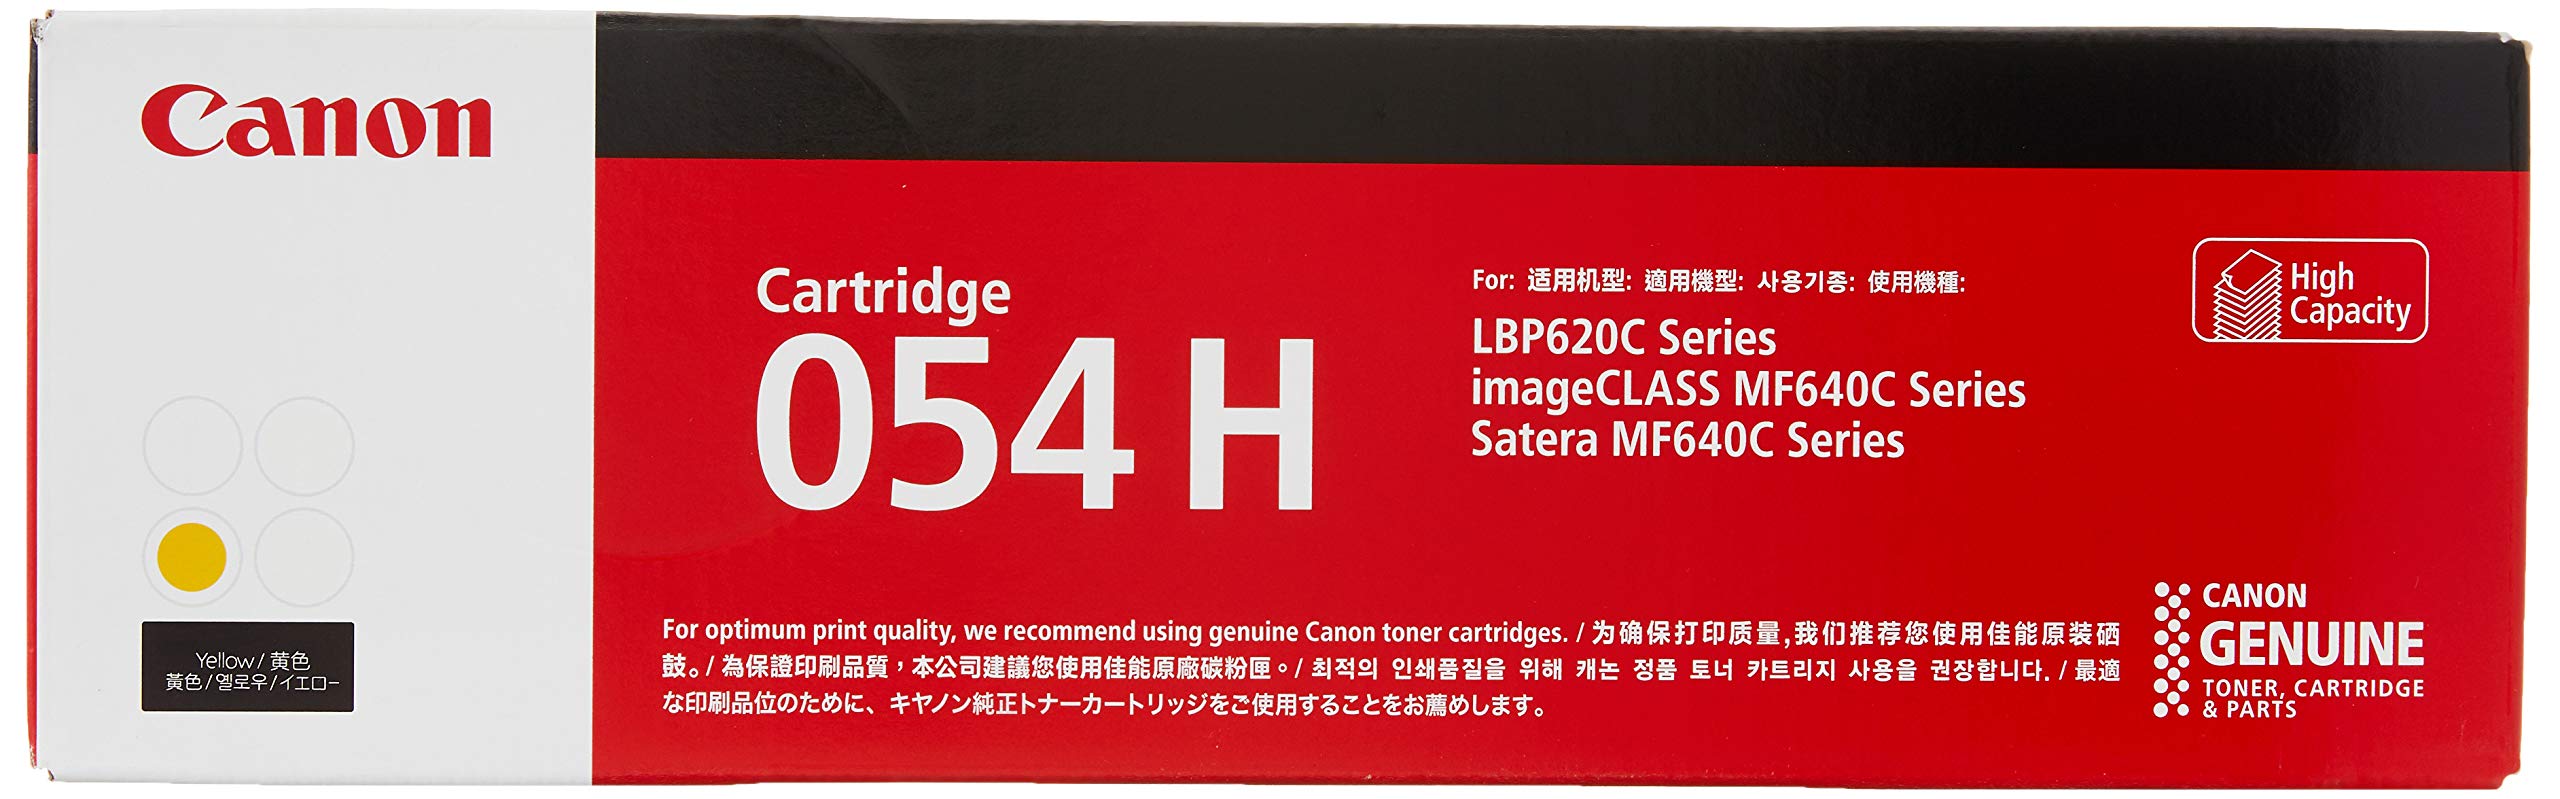 Canon
Cartridge
054 H
For: 适用机型: 適用機型: 사용기종: 使用機種:
LBP620C Series
imageCLASS MF640C Series
Satera MF640C Series
High
Capacity
Yellow / 黄色
黃色 / 옐로우 / イエロー
For optimum print quality, we recommend using genuine Canon toner cartridges. / 为确保打印质量,我们推荐您使用佳能原装硒
鼓。/ 為保證印刷品質，本公司建議您使用佳能原廠碳粉匣。/ 최적의 인쇄품질을 위해 캐논 정품 토너 카트리지 사용을 권장합니다. / 最適
な印刷品位のために、キヤノン純正トナーカートリッジをご使用することをお薦めします。
CANON
GENUINE
TONER, CARTRIDGE
& PARTS